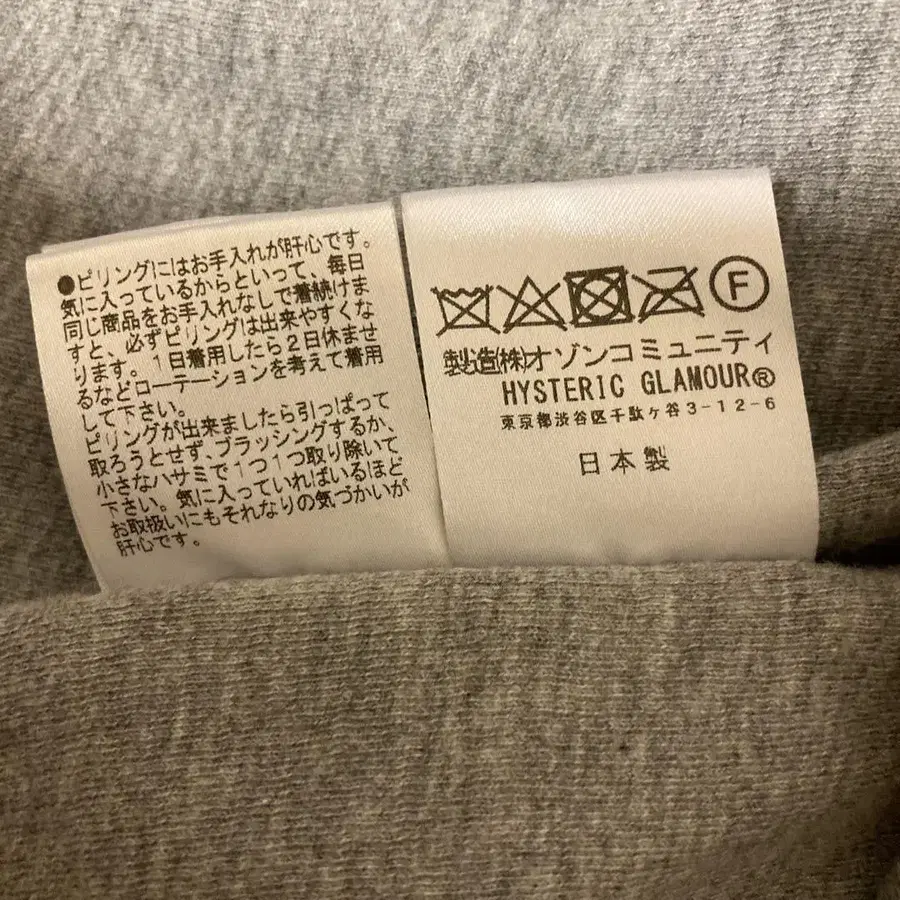 ●ピリングにはお手入れが肝心です。
気に入っているからといって、毎日
同じ商品をお手入れなしで着続けま
すと、必ずピリングは出来やすくな
ります。1日着用したら2日休ませ
るなどローテーションを考えて着用
して下さい。
ピリングが出来ましたら引っぱって
取ろうとせず、ブラッシングするか、
小さなハサミで1つ1つ取り除いて
下さい。気に入っていればいるほど
お取扱いにもそれなりの気づかいが
肝心です。
F
製造(株)オゾンコミュニティ
HYSTERIC GLAMOUR®
東京都渋谷区千駄ヶ谷3-12-6
日本製